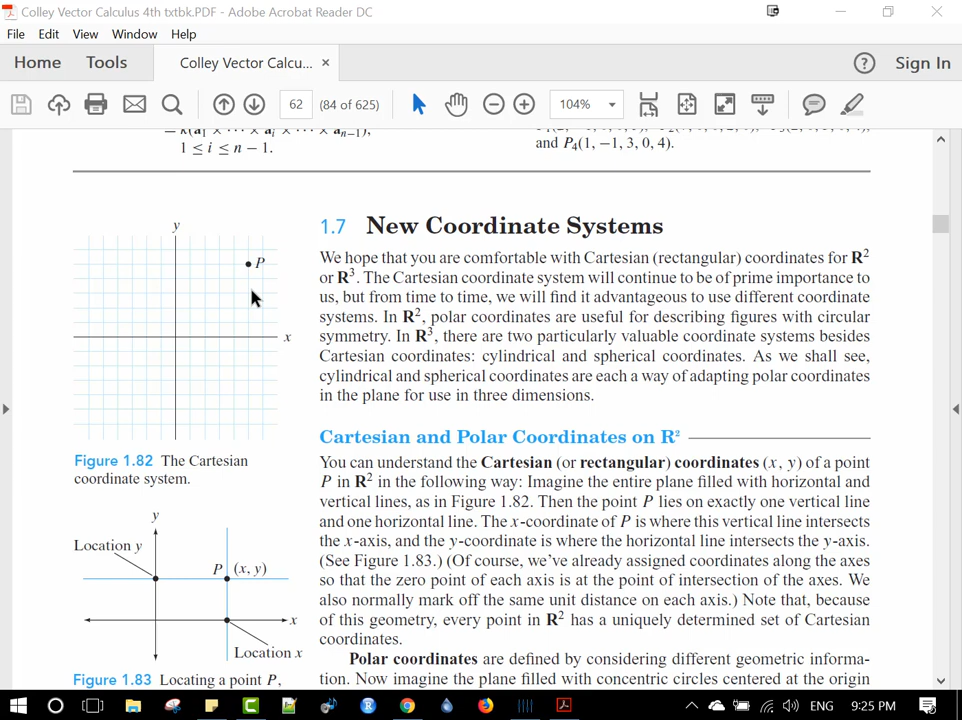 Colley Vector Calculus 4th txtbk.PDF - Adobe Acrobat Reader DC
File Edit View Window Help
Home Tools Colley Vector Calcu... × Sign In
62 (84 of 625) 104%
1 ≤ i ≤ n − 1.
and P₄(1, −1, 3, 0, 4).
y
P
x
Figure 1.82 The Cartesian
coordinate system.
y
Location y
P (x, y)
x
Location x
Figure 1.83 Locating a point P,
1.7 New Coordinate Systems
We hope that you are comfortable with Cartesian (rectangular) coordinates for R²
or R³. The Cartesian coordinate system will continue to be of prime importance to
us, but from time to time, we will find it advantageous to use different coordinate
systems. In R², polar coordinates are useful for describing figures with circular
symmetry. In R³, there are two particularly valuable coordinate systems besides
Cartesian coordinates: cylindrical and spherical coordinates. As we shall see,
cylindrical and spherical coordinates are each a way of adapting polar coordinates
in the plane for use in three dimensions.
Cartesian and Polar Coordinates on R²
You can understand the Cartesian (or rectangular) coordinates (x, y) of a point
P in R² in the following way: Imagine the entire plane filled with horizontal and
vertical lines, as in Figure 1.82. Then the point P lies on exactly one vertical line
and one horizontal line. The x-coordinate of P is where this vertical line intersects
the x-axis, and the y-coordinate is where the horizontal line intersects the y-axis.
(See Figure 1.83.) (Of course, we've already assigned coordinates along the axes
so that the zero point of each axis is at the point of intersection of the axes. We
also normally mark off the same unit distance on each axis.) Note that, because
of this geometry, every point in R² has a uniquely determined set of Cartesian
coordinates.
Polar coordinates are defined by considering different geometric informa-
tion. Now imagine the plane filled with concentric circles centered at the origin
ENG 9:25 PM